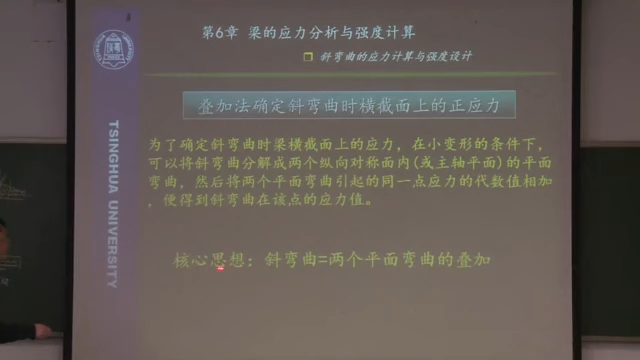 第6章 梁的应力分析与强度计算
斜弯曲的应力计算与强度设计
叠加法确定斜弯曲时横截面上的正应力
为了确定斜弯曲时梁横截面上的应力，在小变形的条件下，
可以将斜弯曲分解成两个纵向对称面内(或主轴平面)的平面
弯曲，然后将两个平面弯曲引起的同一点应力的代数值相加
，便得到斜弯曲在该点的应力值。
核心思想：斜弯曲=两个平面弯曲的叠加
TSINGHUA UNIVERSITY